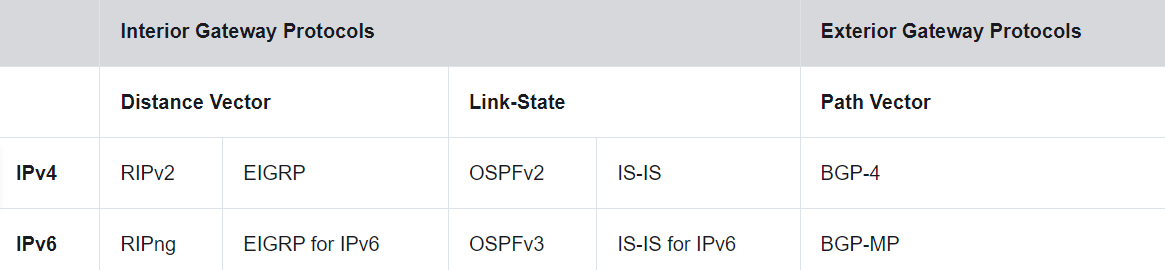 Interior Gateway Protocols Exterior Gateway Protocols
Distance Vector Link-State Path Vector
IPv4 RIPv2 EIGRP OSPFv2 IS-IS BGP-4
IPv6 RIPng EIGRP for IPv6 OSPFv3 IS-IS for IPv6 BGP-MP